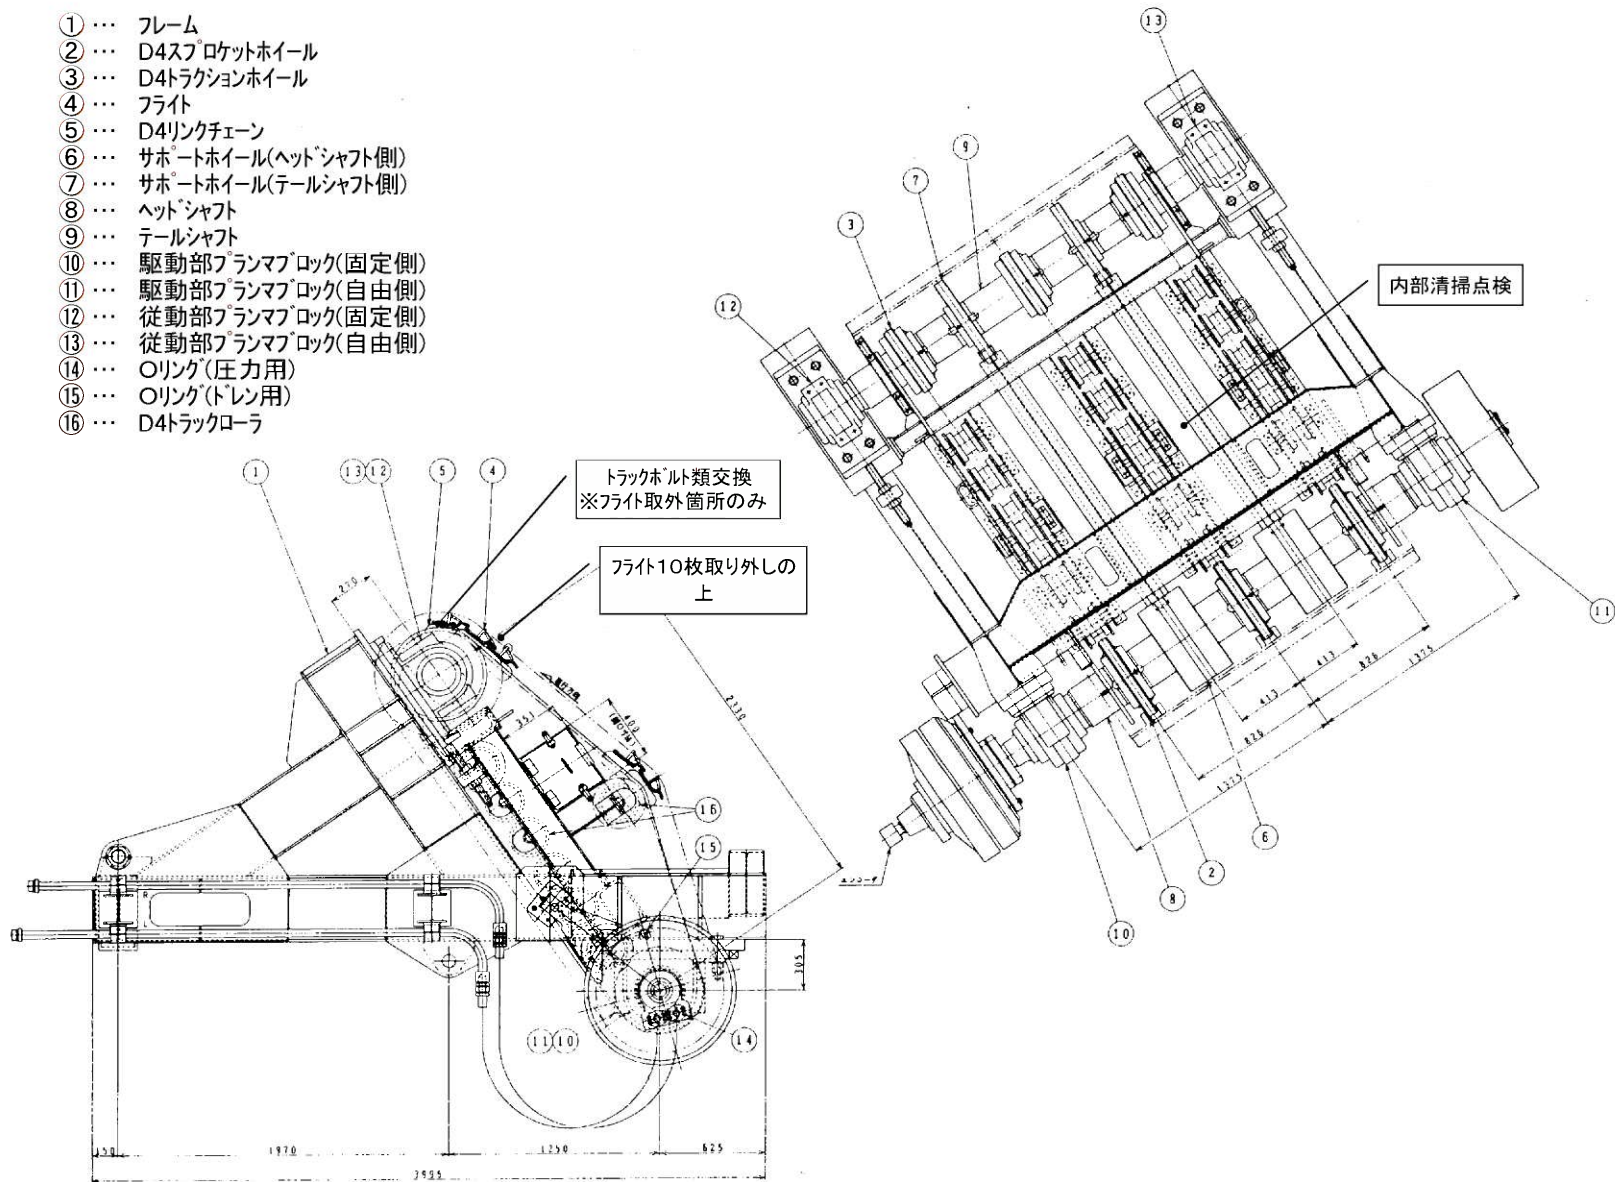 ① … フレーム
② … D4スプロケットホイール
③ … D4トラクションホイール
④ … フライト
⑤ … D4リンクチェーン
⑥ … サポートホイール(ヘッドシャフト側)
⑦ … サポートホイール(テールシャフト側)
⑧ … ヘッドシャフト
⑨ … テールシャフト
⑩ … 駆動部プランマブロック(固定側)
⑪ … 駆動部プランマブロック(自由側)
⑫ … 従動部プランマブロック(固定側)
⑬ … 従動部プランマブロック(自由側)
⑭ … Oリング(圧力用)
⑮ … Oリング(ドレン用)
⑯ … D4トラックローラ
13
9
7
3
12
内部清掃点検
11
413
826
1375
413
826
1375
6
2
8
10
エンコーダ
1
13 12
5
4
トラックボルト類交換
※フライト取外箇所のみ
フライト10枚取り外しの
上
270
351
400
2330
16
15
305
11 10
14
150
1970
1250
625
3995